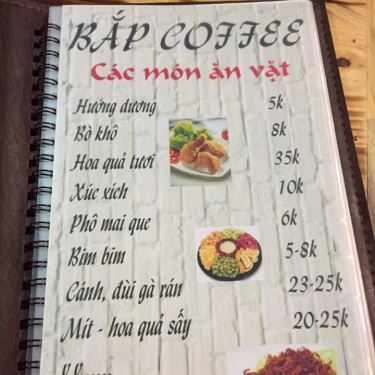 BẮP COFFEE
Các món ăn vặt
Hướng dương 5k
Bò khô 8k
Hoa quả tươi 35k
Xúc xích 10k
Phô mai que 6k
Bim bim 5-8k
Cánh, đùi gà rán 23-25k
Mít - hoa quả sấy 20-25k